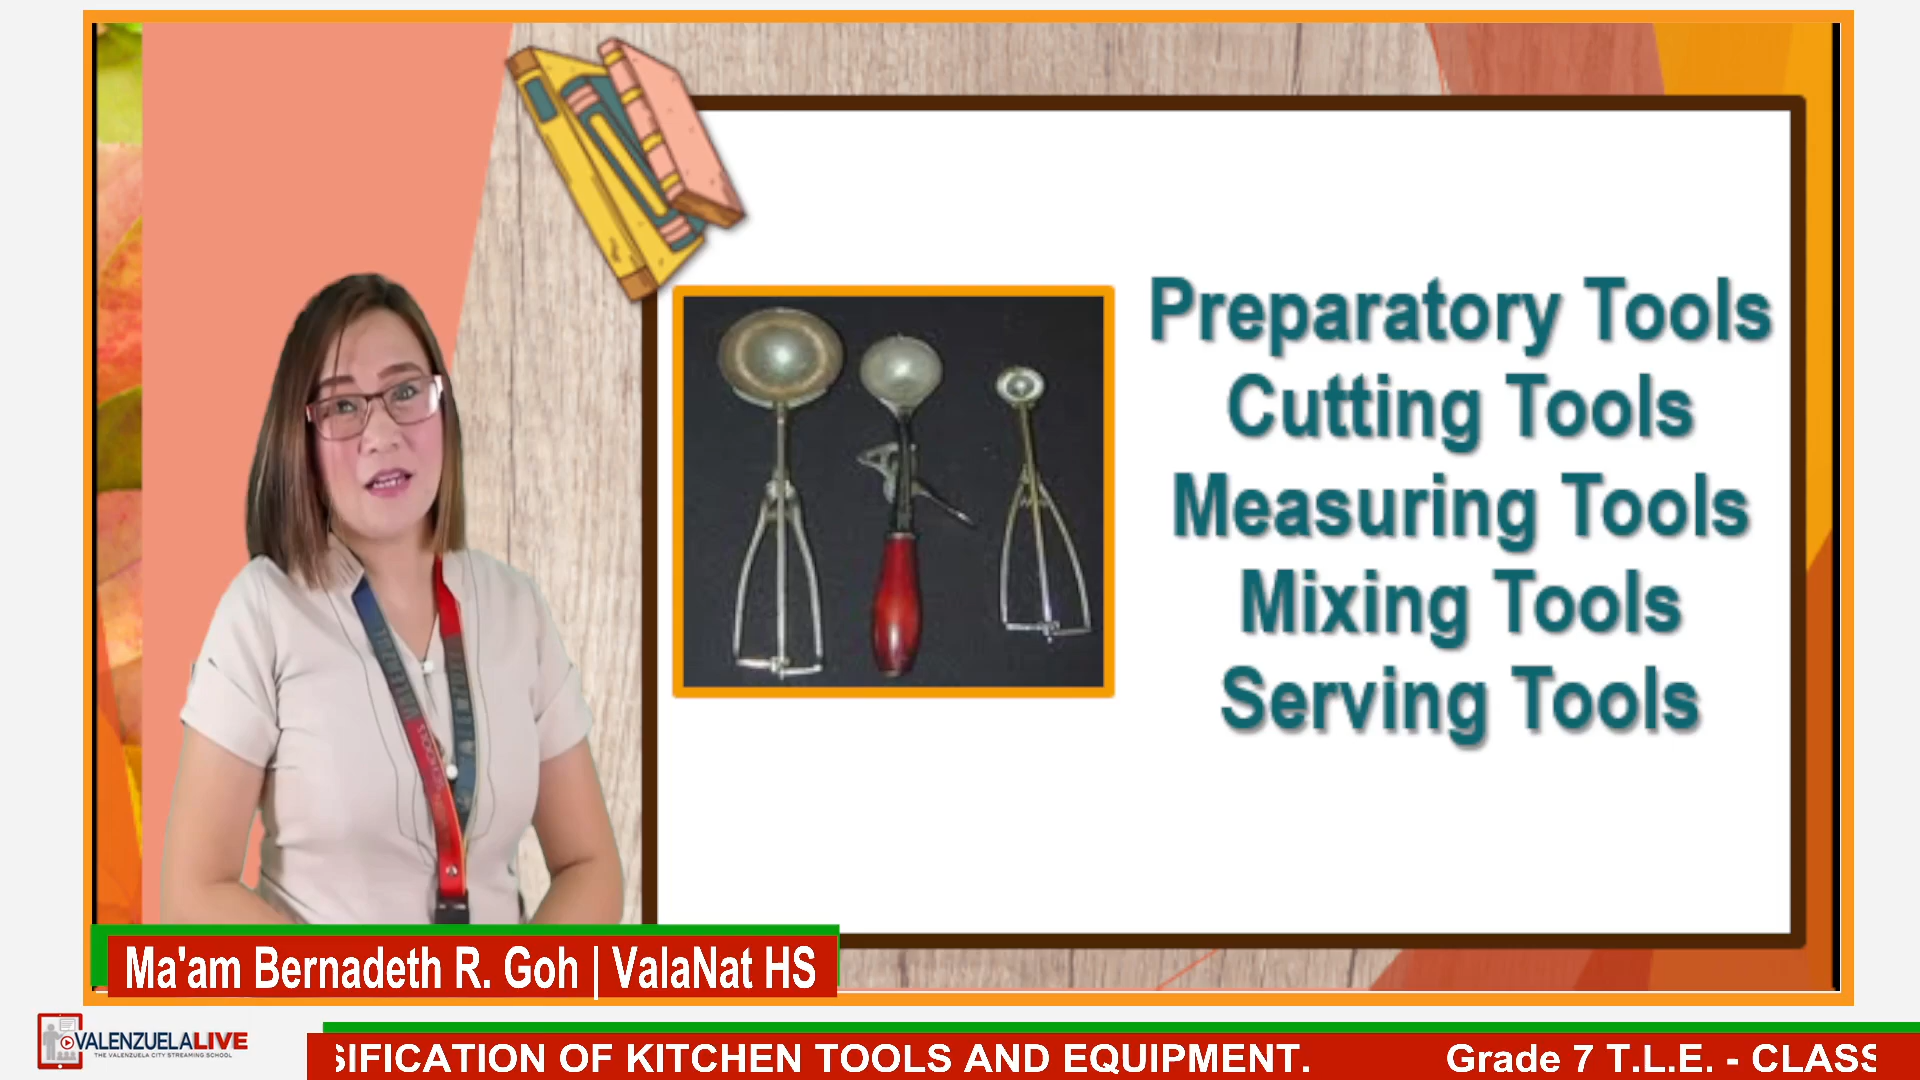 Preparatory Tools
Cutting Tools
Measuring Tools
Mixing Tools
Serving Tools
Ma'am Bernadeth R. Goh | ValaNat HS
VALENZUELALIVE
THE VALENZUELA CITY STREAMING SCHOOL
SIFICATION OF KITCHEN TOOLS AND EQUIPMENT. Grade 7 T.L.E. - CLASS